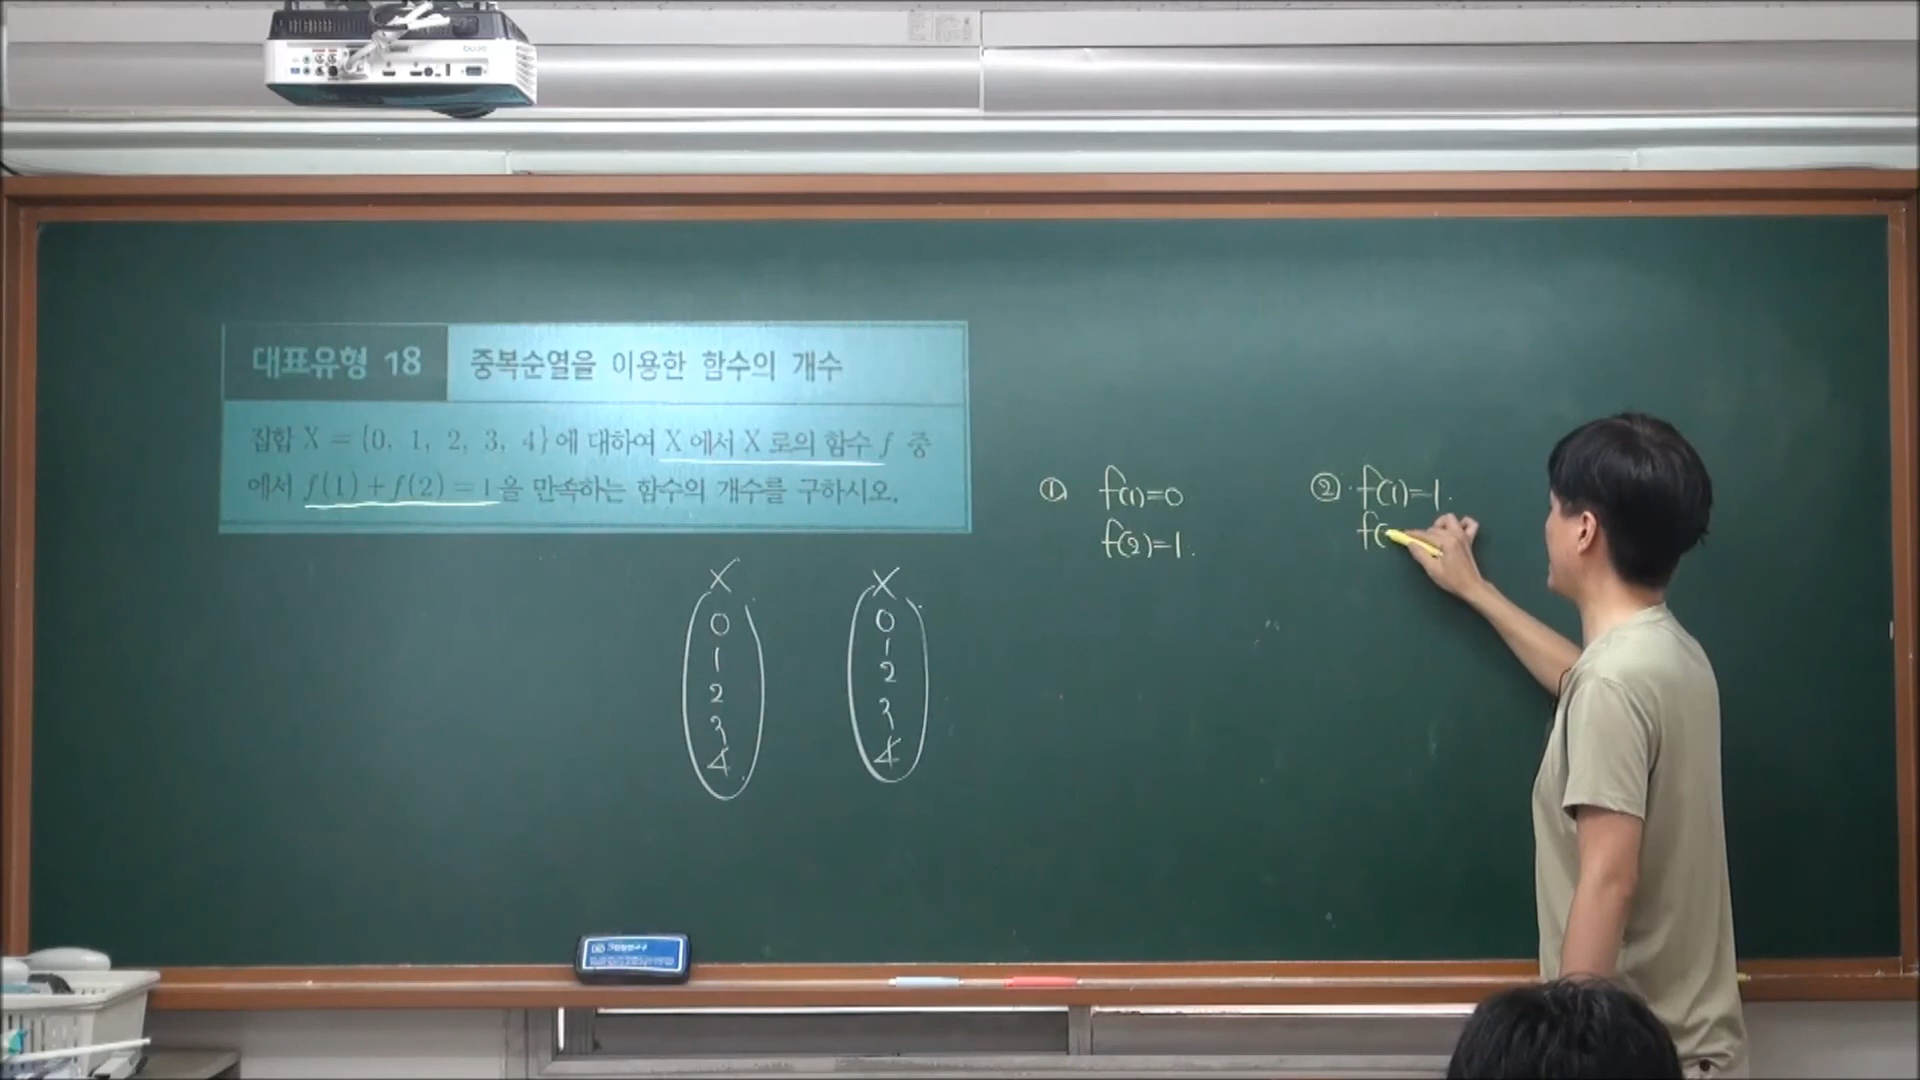 대표유형 18
중복순열을 이용한 함수의 개수
집합 X = {0, 1, 2, 3, 4}에 대하여 X 에서 X 로의 함수 f 중
에서 f(1)+f(2)=1을 만족하는 함수의 개수를 구하시오.
① f(1)=0
f(2)=1.
② f(1)=1.
f(
X
0
1
2
3
4
X
0
1
2
3
4
BenQ